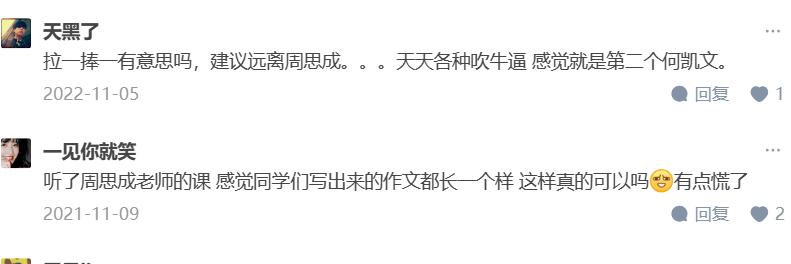 天黑了
拉一捧一有意思吗，建议远离周思成。。。天天各种吹牛逼 感觉就是第二个何凯文。
2022-11-05 回复 1
一见你就笑
听了周思成老师的课 感觉同学们写出来的作文都长一个样 这样真的可以吗😏有点慌了
2021-11-09 回复 2